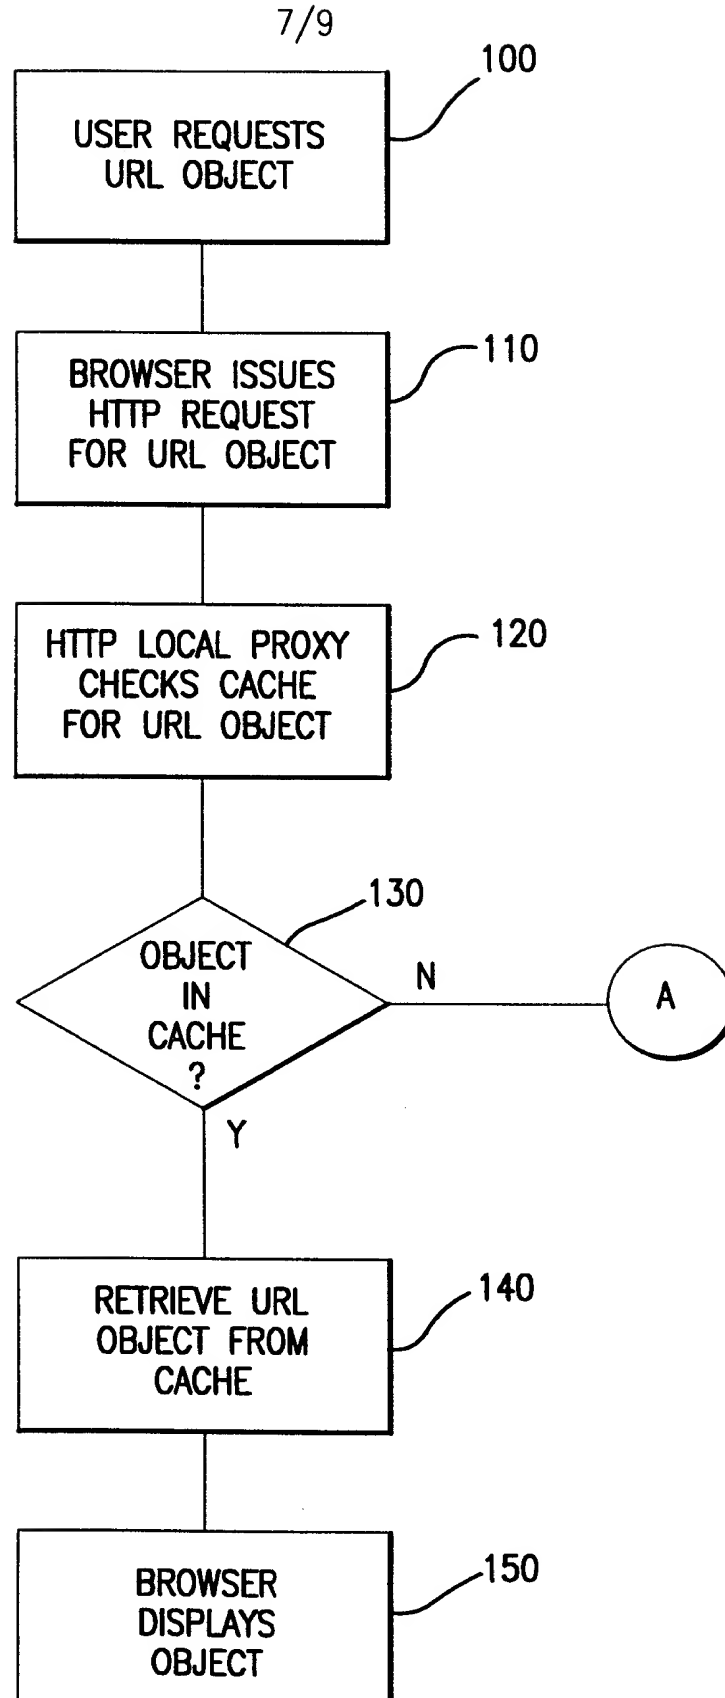 7/9
100
USER REQUESTS
URL OBJECT
110
BROWSER ISSUES
HTTP REQUEST
FOR URL OBJECT
120
HTTP LOCAL PROXY
CHECKS CACHE
FOR URL OBJECT
130
OBJECT
IN
CACHE
?
N
A
Y
140
RETRIEVE URL
OBJECT FROM
CACHE
150
BROWSER
DISPLAYS
OBJECT